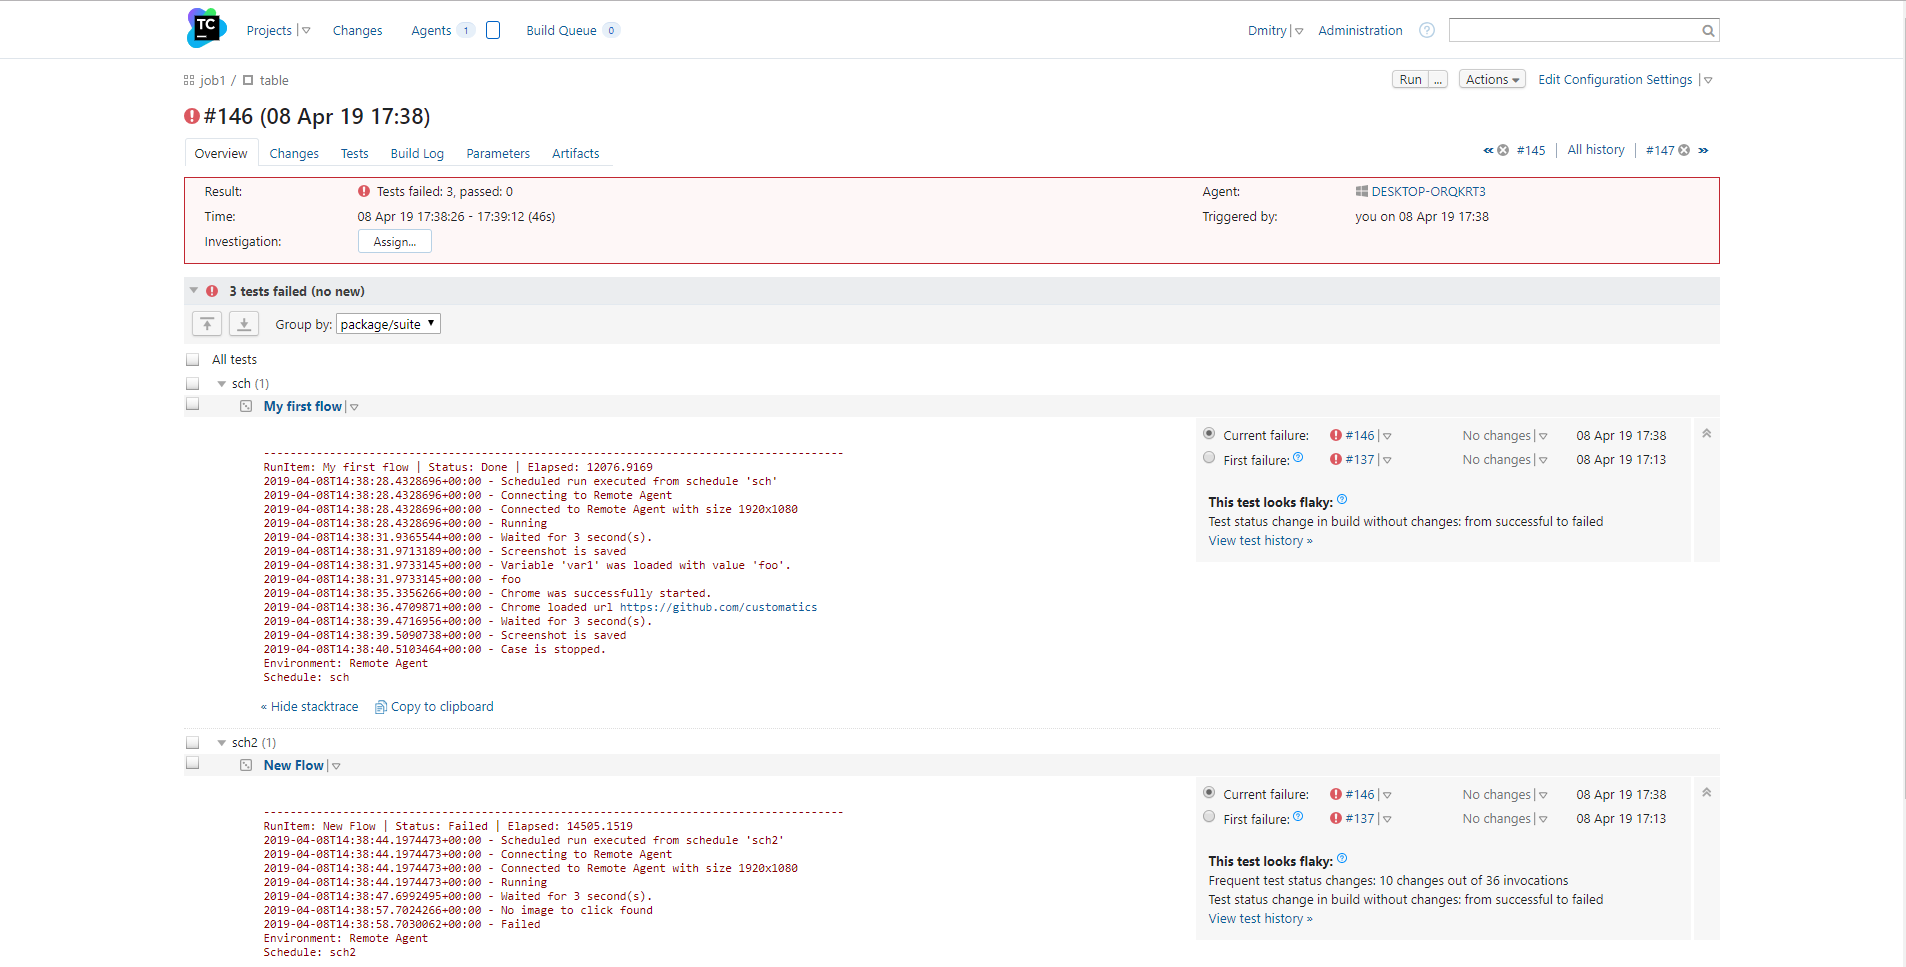 TC Projects Changes Agents 1 Build Queue 0 Dmitry Administration ?
job1 / table Run ... Actions Edit Configuration Settings
#146 (08 Apr 19 17:38)
Overview Changes Tests Build Log Parameters Artifacts « #145 All history #147 »
Result: Tests failed: 3, passed: 0 Agent: DESKTOP-ORQKRT3
Time: 08 Apr 19 17:38:26 - 17:39:12 (46s) Triggered by: you on 08 Apr 19 17:38
Investigation: Assign...
3 tests failed (no new)
Group by: package/suite
All tests
sch (1)
My first flow
--------------------------------------------------------------------------------
RunItem: My first flow | Status: Done | Elapsed: 12076.9169
2019-04-08T14:38:28.4328696+00:00 - Scheduled run executed from schedule 'sch'
2019-04-08T14:38:28.4328696+00:00 - Connecting to Remote Agent
2019-04-08T14:38:28.4328696+00:00 - Connected to Remote Agent with size 1920x1080
2019-04-08T14:38:28.4328696+00:00 - Running
2019-04-08T14:38:31.9365544+00:00 - Waited for 3 second(s).
2019-04-08T14:38:31.9713189+00:00 - Screenshot is saved
2019-04-08T14:38:31.9733145+00:00 - Variable 'var1' was loaded with value 'foo'.
2019-04-08T14:38:31.9733145+00:00 - foo
2019-04-08T14:38:35.3356266+00:00 - Chrome was successfully started.
2019-04-08T14:38:36.4709871+00:00 - Chrome loaded url https://github.com/customatics
2019-04-08T14:38:39.4716956+00:00 - Waited for 3 second(s).
2019-04-08T14:38:39.5090738+00:00 - Screenshot is saved
2019-04-08T14:38:40.5103464+00:00 - Case is stopped.
Environment: Remote Agent
Schedule: sch
« Hide stacktrace Copy to clipboard
Current failure: #146 No changes 08 Apr 19 17:38
First failure: ? #137 No changes 08 Apr 19 17:13
This test looks flaky: ?
Test status change in build without changes: from successful to failed
View test history »
sch2 (1)
New Flow
--------------------------------------------------------------------------------
RunItem: New Flow | Status: Failed | Elapsed: 14505.1519
2019-04-08T14:38:44.1974473+00:00 - Scheduled run executed from schedule 'sch2'
2019-04-08T14:38:44.1974473+00:00 - Connecting to Remote Agent
2019-04-08T14:38:44.1974473+00:00 - Connected to Remote Agent with size 1920x1080
2019-04-08T14:38:44.1974473+00:00 - Running
2019-04-08T14:38:47.6992495+00:00 - Waited for 3 second(s).
2019-04-08T14:38:57.7024266+00:00 - No image to click found
2019-04-08T14:38:58.7030062+00:00 - Failed
Environment: Remote Agent
Schedule: sch2
Current failure: #146 No changes 08 Apr 19 17:38
First failure: ? #137 No changes 08 Apr 19 17:13
This test looks flaky: ?
Frequent test status changes: 10 changes out of 36 invocations
Test status change in build without changes: from successful to failed
View test history »